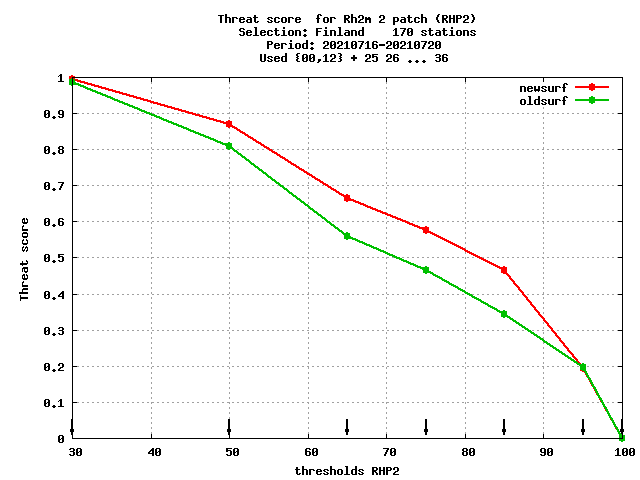 Threat score  for Rh2m 2 patch (RHP2)
Selection: Finland    170 stations
Period: 20210716-20210720
Used {00,12} + 25 26 ... 36
newsurf
oldsurf
1
0.9
0.8
0.7
0.6
0.5
0.4
0.3
0.2
0.1
0
Threat score
30 40 50 60 70 80 90 100
thresholds RHP2